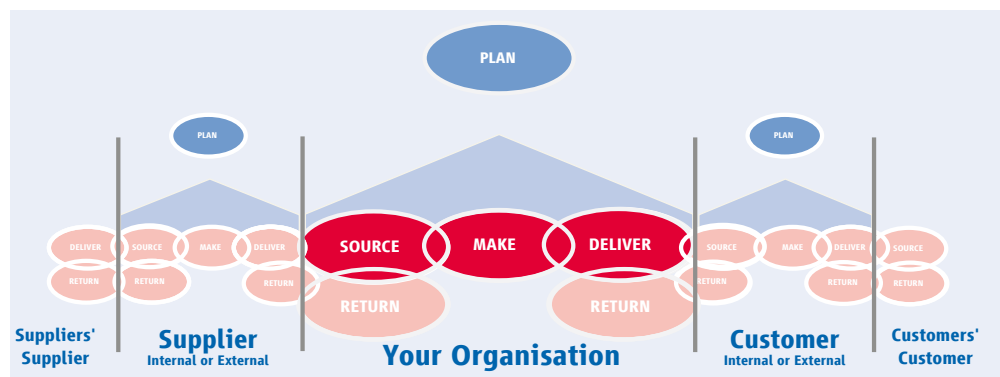 PLAN
PLAN
PLAN
DELIVER
SOURCE
MAKE
DELIVER
SOURCE
MAKE
DELIVER
SOURCE
MAKE
DELIVER
SOURCE
RETURN
RETURN
RETURN
RETURN
RETURN
RETURN
RETURN
RETURN
Suppliers'
Supplier
Supplier
Internal or External
Your Organisation
Customer
Internal or External
Customers'
Customer